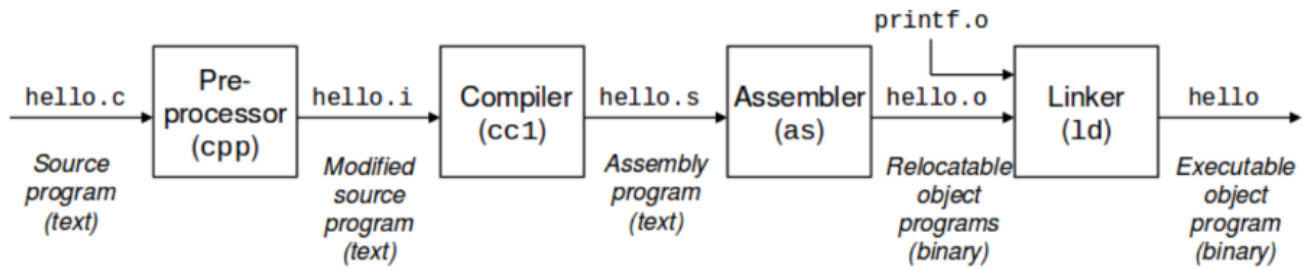 printf.o
hello.c
Pre-
processor
(cpp)
hello.i
Compiler
(cc1)
hello.s
Assembler
(as)
hello.o
Linker
(ld)
hello
Source
program
(text)
Modified
source
program
(text)
Assembly
program
(text)
Relocatable
object
programs
(binary)
Executable
object
program
(binary)